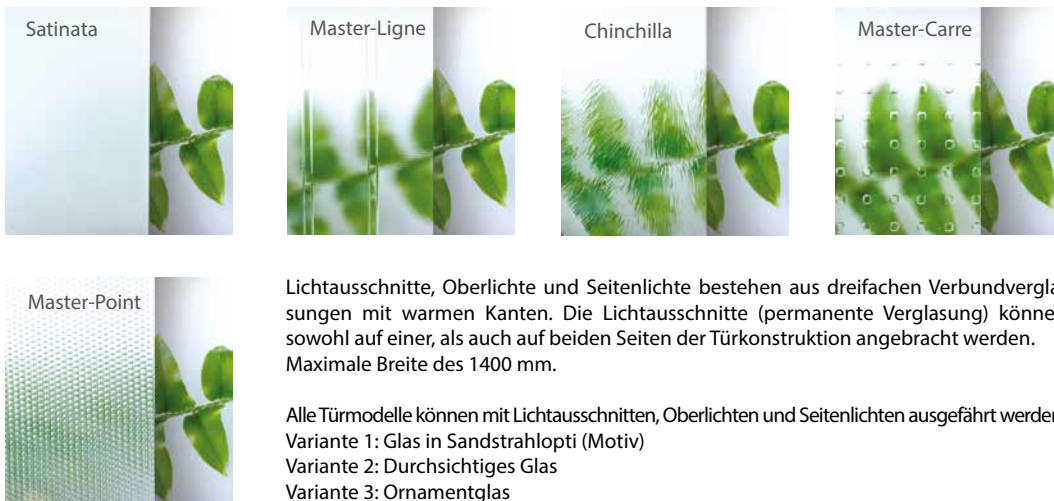 Satinata
Master-Ligne
Chinchilla
Master-Carre
Master-Point
Lichtausschnitte, Oberlichte und Seitenlichte bestehen aus dreifachen Verbundvergla
sungen mit warmen Kanten. Die Lichtausschnitte (permanente Verglasung) könne
sowohl auf einer, als auch auf beiden Seiten der Türkonstruktion angebracht werden.
Maximale Breite des 1400 mm.
Alle Türmodelle können mit Lichtausschnitten, Oberlichten und Seitenlichten ausgefährt werde
Variante 1: Glas in Sandstrahlopti (Motiv)
Variante 2: Durchsichtiges Glas
Variante 3: Ornamentglas